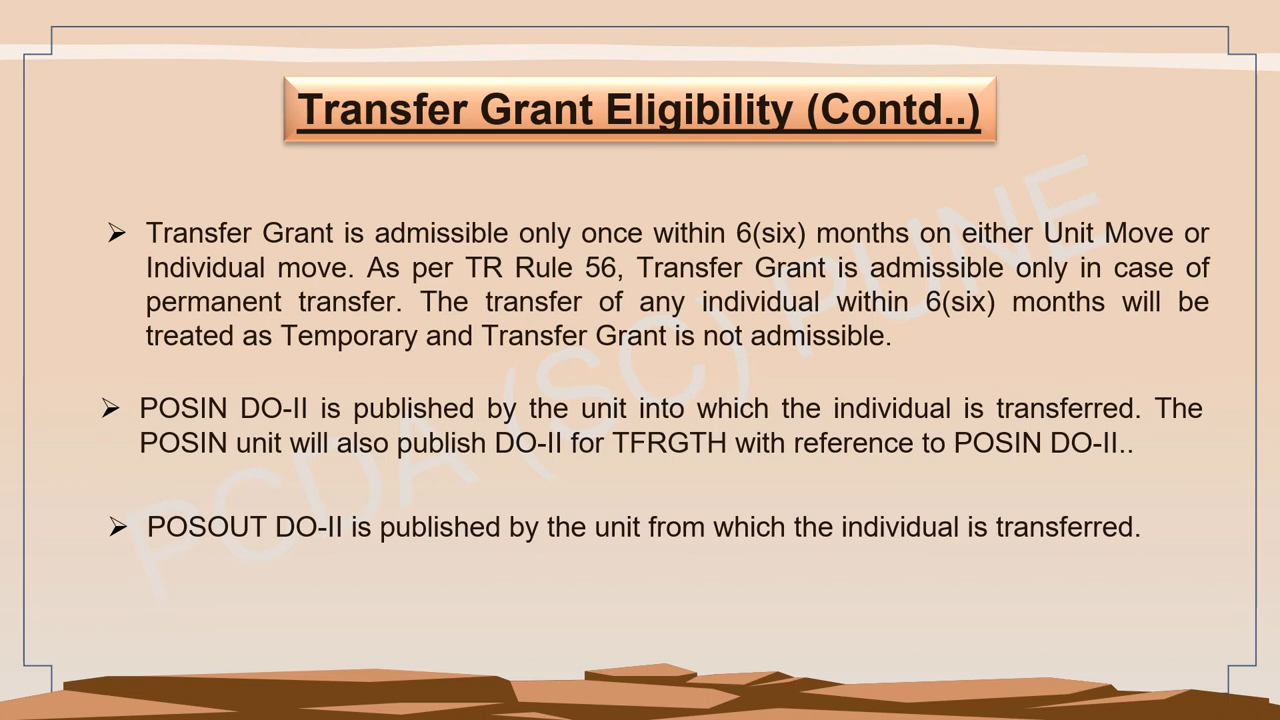 Transfer Grant Eligibility (Contd..)
Transfer Grant is admissible only once within 6(six) months on either Unit Move or
Individual move. As per TR Rule 56, Transfer Grant is admissible only in case of
permanent transfer. The transfer of any individual within 6(six) months will be
treated as Temporary and Transfer Grant is not admissible.
POSIN DO-II is published by the unit into which the individual is transferred. The
POSIN unit will also publish DO-II for TFRGTH with reference to POSIN DO-II..
POSOUT DO-II is published by the unit from which the individual is transferred.
PCDA (SC) PUNE